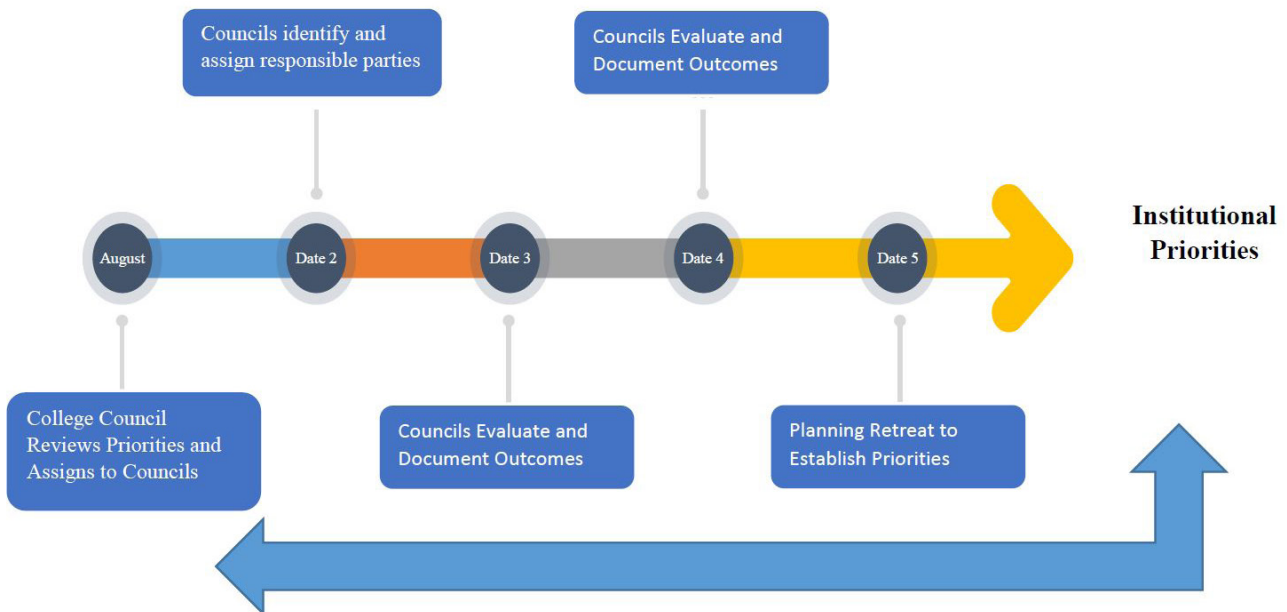 Councils identify and
assign responsible parties
Councils Evaluate and
Document Outcomes
Institutional
Priorities
August
Date 2
Date 3
Date 4
Date 5
College Council
Reviews Priorities and
Assigns to Councils
Councils Evaluate and
Document Outcomes
Planning Retreat to
Establish Priorities